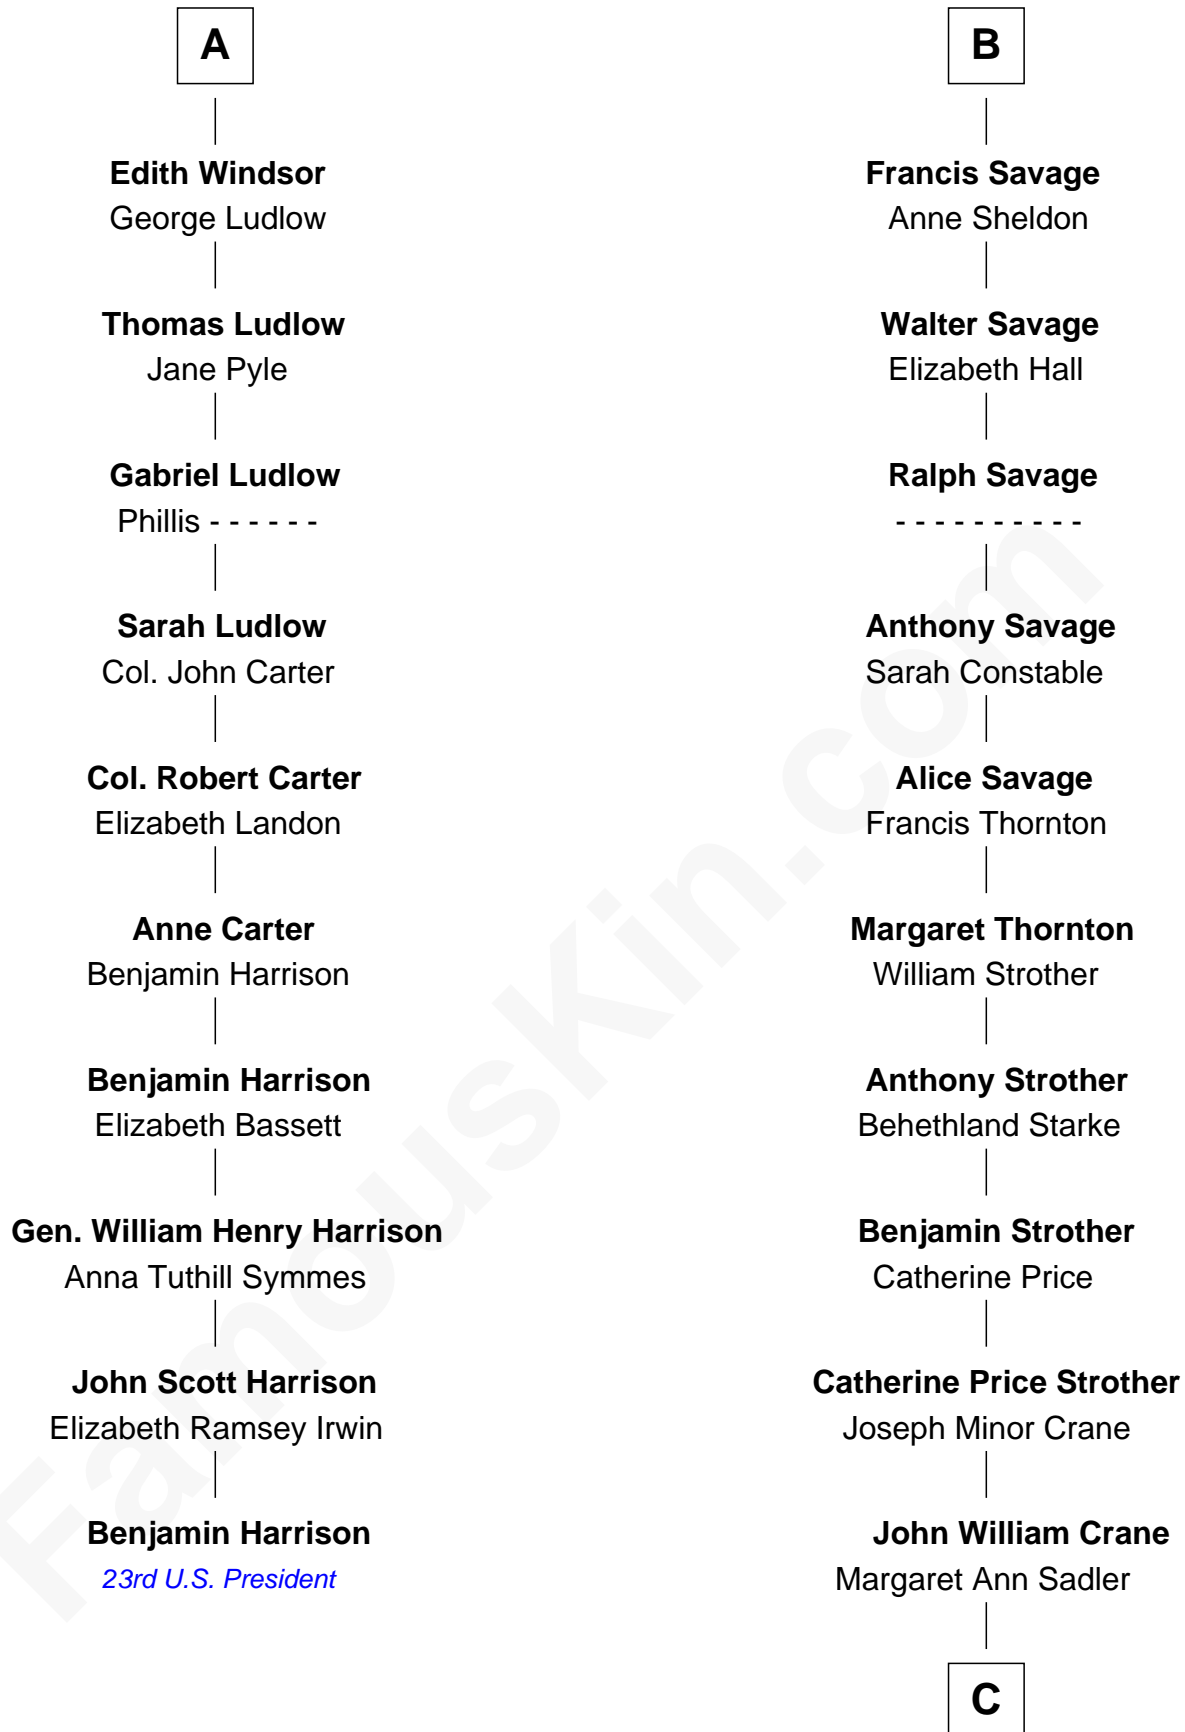 A
Edith Windsor
George Ludlow
Thomas Ludlow
Jane Pyle
Gabriel Ludlow
Phillis - - - - - -
Sarah Ludlow
Col. John Carter
Col. Robert Carter
Elizabeth Landon
Anne Carter
Benjamin Harrison
Benjamin Harrison
Elizabeth Bassett
Gen. William Henry Harrison
Anna Tuthill Symmes
John Scott Harrison
Elizabeth Ramsey Irwin
Benjamin Harrison
23rd U.S. President
B
Francis Savage
Anne Sheldon
Walter Savage
Elizabeth Hall
Ralph Savage
- - - - - - - - - -
Anthony Savage
Sarah Constable
Alice Savage
Francis Thornton
Margaret Thornton
William Strother
Anthony Strother
Behethland Starke
Benjamin Strother
Catherine Price
Catherine Price Strother
Joseph Minor Crane
John William Crane
Margaret Ann Sadler
C
FamousKin.com